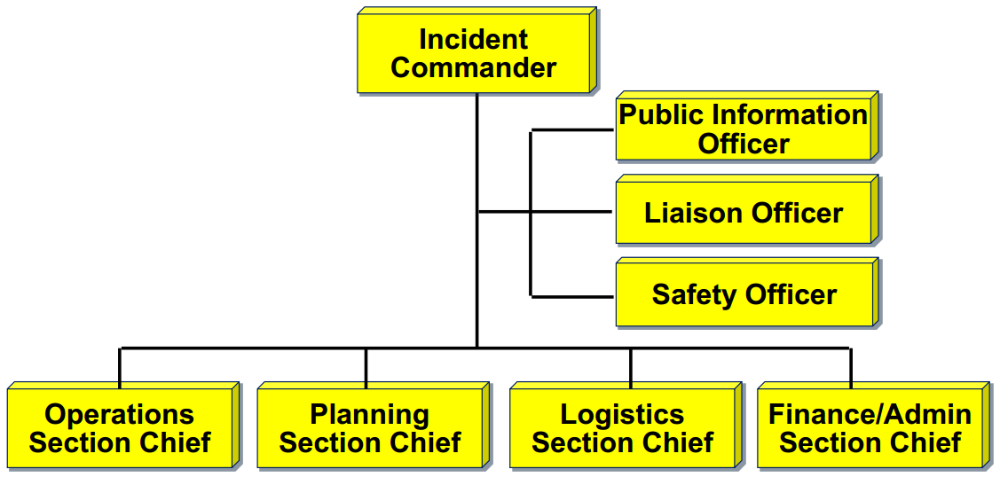 Incident
Commander
Public Information
Officer
Liaison Officer
Safety Officer
Operations
Section Chief
Planning
Section Chief
Logistics
Section Chief
Finance/Admin
Section Chief